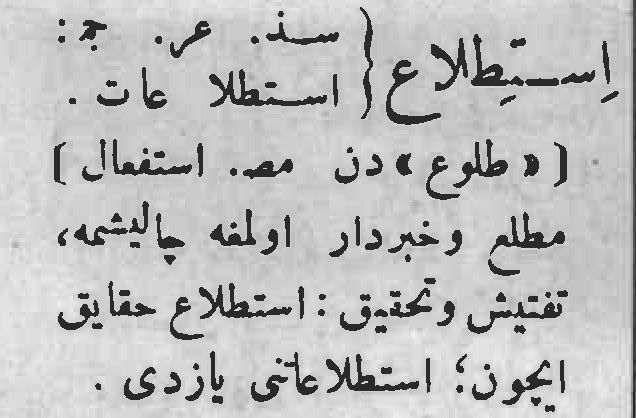 اِستِطلاع { سذ. عر. ج :
استطلاعات .
[ « طلوع » دن مص. استفعال ]
مطلع وخبردار اولمغه چالیشمه،
تفتیش وتحقیق : استطلاع حقایق
ایچون؛ استطلاعاتنی یازدی .